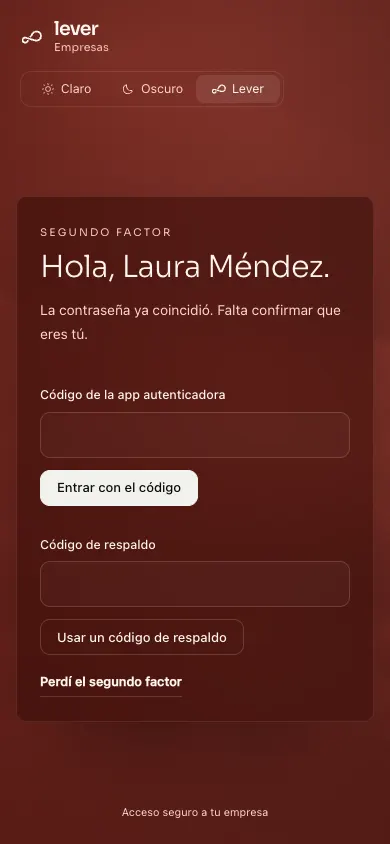 lever
Empresas
Claro
Oscuro
Lever
SEGUNDO FACTOR
Hola, Laura Méndez.
La contraseña ya coincidió. Falta confirmar que
eres tú.
Código de la app autenticadora
Entrar con el código
Código de respaldo
Usar un código de respaldo
Perdí el segundo factor
Acceso seguro a tu empresa